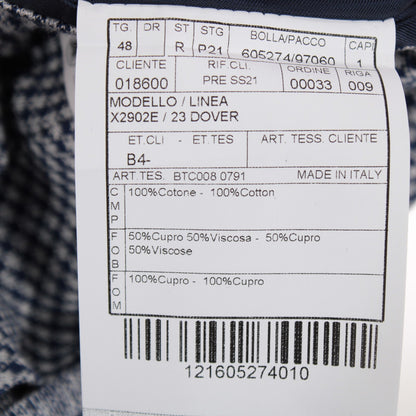 TG. DR ST STG BOLLA/PACCO CAPI
48 R P21 605274/97060 1
CLIENTE RIF.CLI. ORDINE RIGA
018600 PRE SS21 00033 009
MODELLO / LINEA
X2902E / 23 DOVER
ET.CLI - ET.TES ART. TESS. CLIENTE
B4-
ART.TES. BTC008 0791 MADE IN ITALY
CMP 100%Cotone - 100%Cotton
FOB 50%Cupro 50%Viscosa - 50%Cupro
50%Viscose
FOM 100%Cupro - 100%Cupro
121605274010